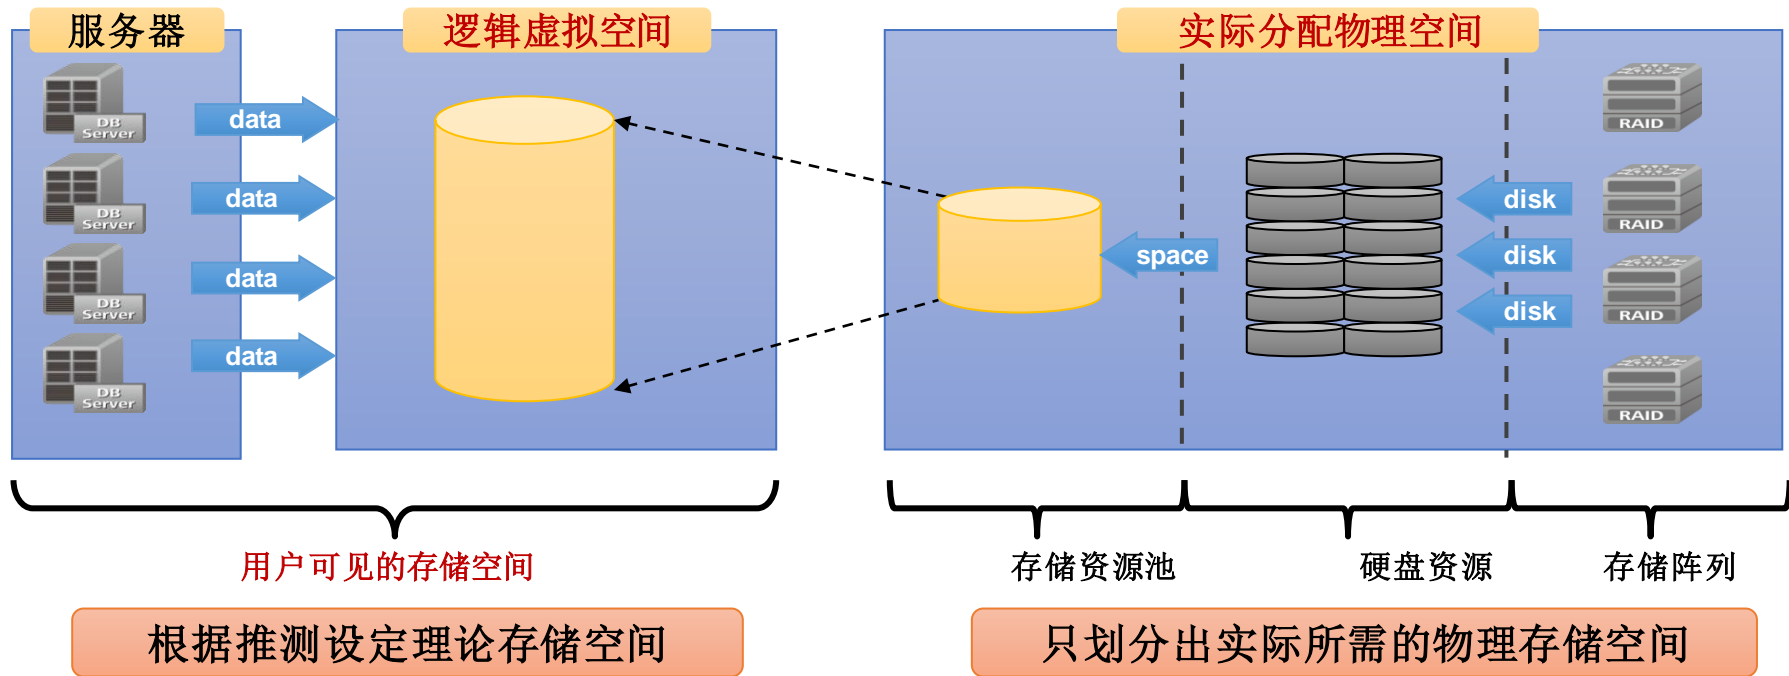 服务器
逻辑虚拟空间
实际分配物理空间
DB
Server
data
DB
Server
data
DB
Server
data
DB
Server
data
space
disk
disk
disk
RAID
RAID
RAID
RAID
用户可见的存储空间
存储资源池
硬盘资源
存储阵列
根据推测设定理论存储空间
只划分出实际所需的物理存储空间